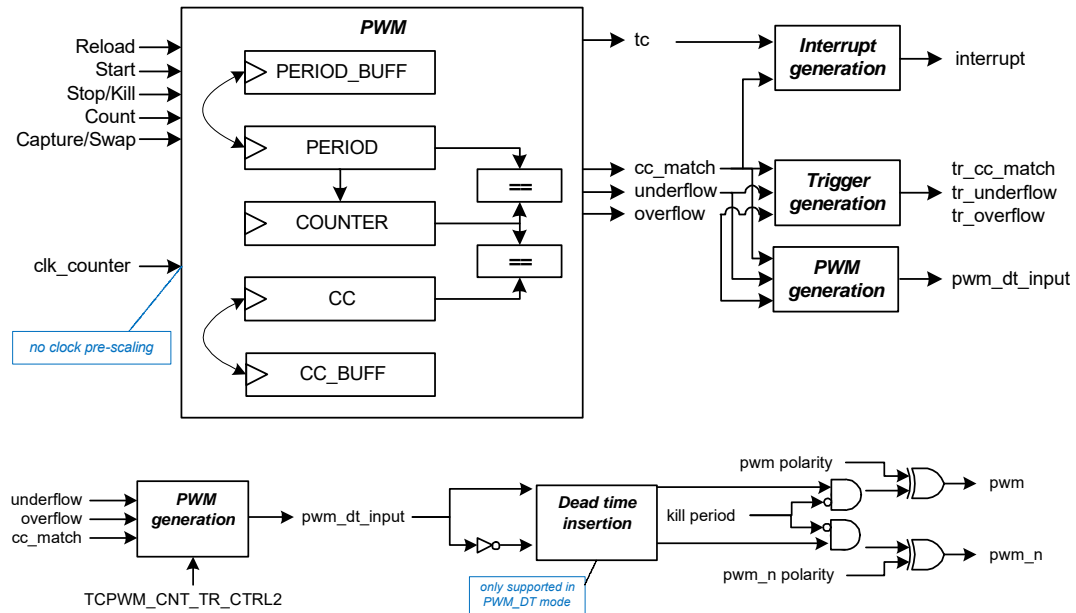 PWM
Reload
Start
Stop/Kill
Count
Capture/Swap
clk_counter
no clock pre-scaling
PERIOD_BUFF
PERIOD
==
COUNTER
==
CC
CC_BUFF
tc
cc_match
underflow
overflow
Interrupt
generation
interrupt
Trigger
generation
tr_cc_match
tr_underflow
tr_overflow
PWM
generation
pwm_dt_input
underflow
overflow
cc_match
PWM
generation
TCPWM_CNT_TR_CTRL2
pwm_dt_input
Dead time
insertion
only supported in
PWM_DT mode
pwm polarity
kill period
pwm_n polarity
pwm
pwm_n